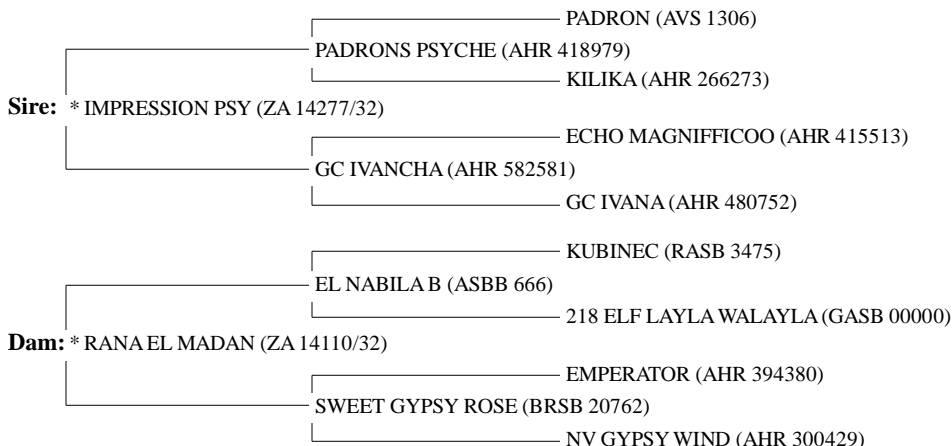 PADRON (AVS 1306)
PADRONS PSYCHE (AHR 418979)
KILIKA (AHR 266273)
Sire: * IMPRESSION PSY (ZA 14277/32)
ECHO MAGNIFFICOO (AHR 415513)
GC IVANCHA (AHR 582581)
GC IVANA (AHR 480752)
KUBINEC (RASB 3475)
EL NABILA B (ASBB 666)
218 ELF LAYLA WALAYLA (GASB 00000)
Dam: * RANA EL MADAN (ZA 14110/32)
EMPERATOR (AHR 394380)
SWEET GYPSY ROSE (BRSB 20762)
NV GYPSY WIND (AHR 300429)